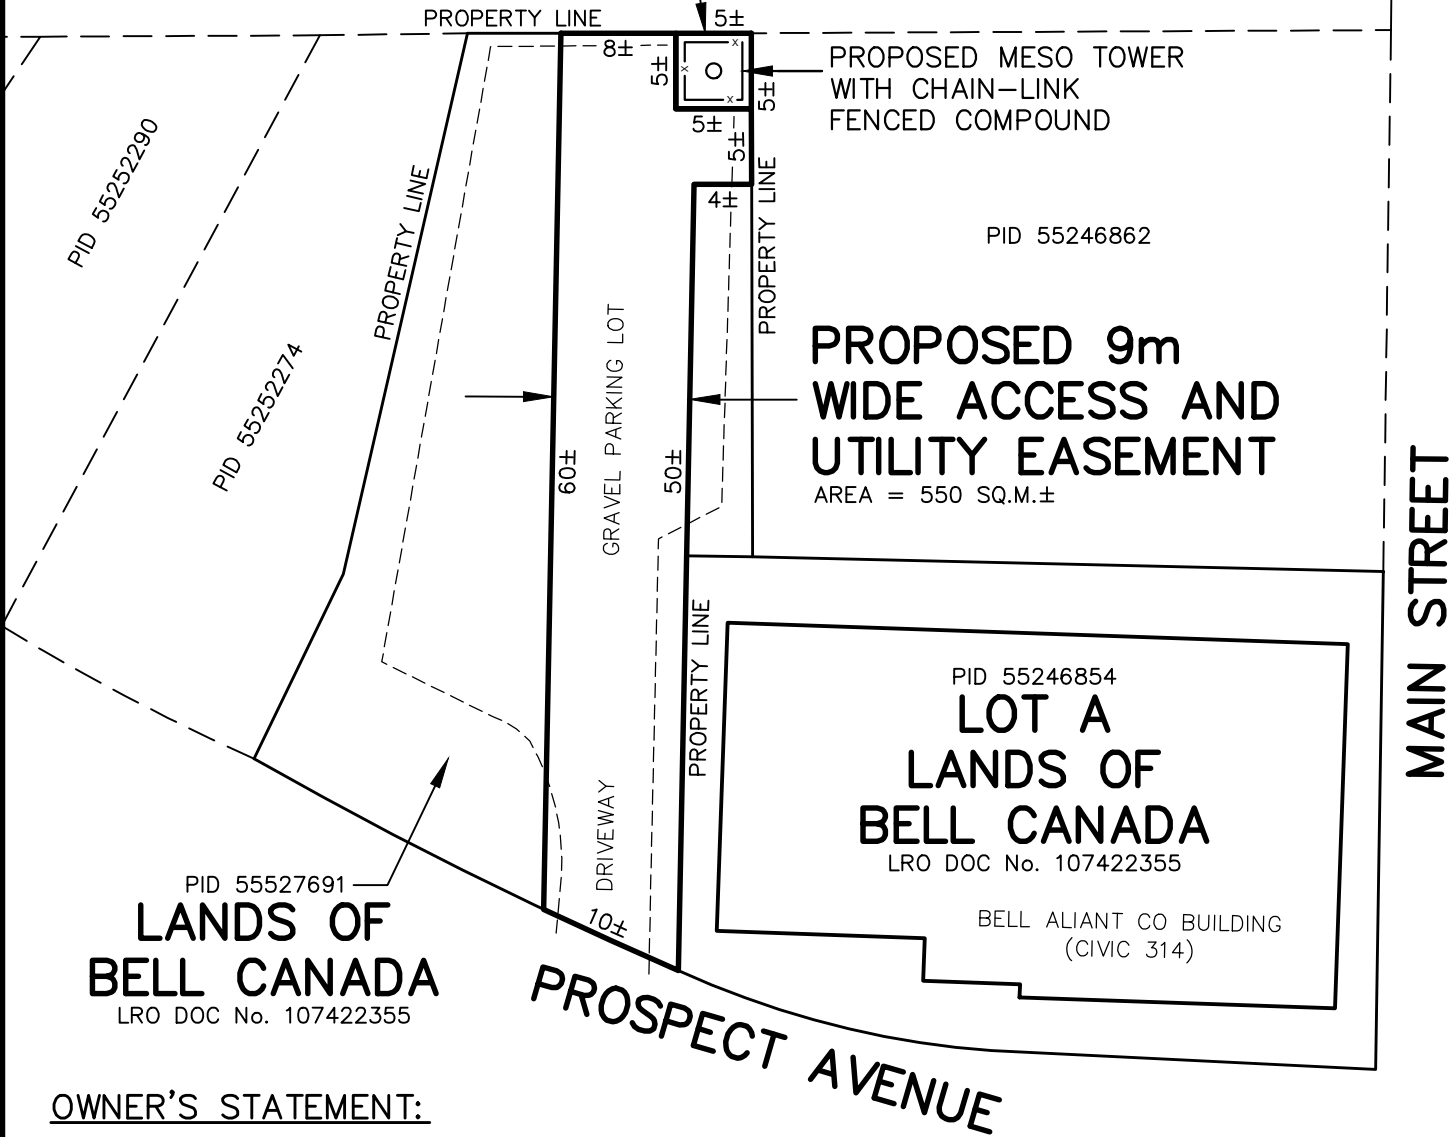 PROPERTY LINE
5±
8±
5±
5±
5±
5±
4±
PROPOSED MESO TOWER
WITH CHAIN-LINK
FENCED COMPOUND
x
x
x
PID 55252290
PROPERTY LINE
PROPERTY LINE
PID 55246862
PID 55252274
GRAVEL PARKING LOT
60±
50±
PROPOSED 9m
WIDE ACCESS AND
UTILITY EASEMENT
AREA = 550 SQ.M.±
MAIN STREET
PROPERTY LINE
PID 55246854
LOT A
LANDS OF
BELL CANADA
LRO DOC No. 107422355
BELL ALIANT CO BUILDING
(CIVIC 314)
DRIVEWAY
10±
PID 55527691
LANDS OF
BELL CANADA
LRO DOC No. 107422355
PROSPECT AVENUE
OWNER'S STATEMENT: